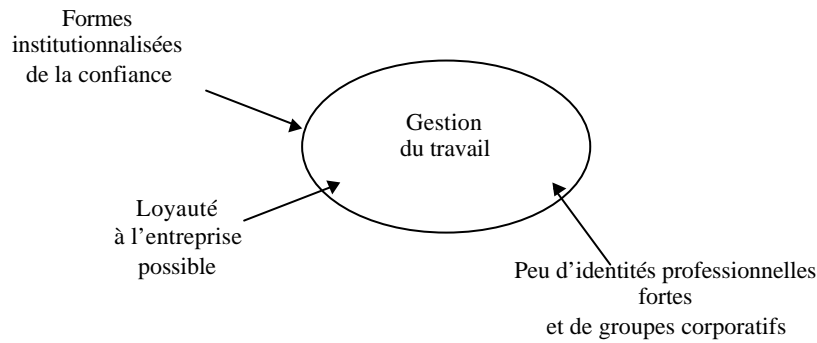 Formes
institutionnalisées
de la confiance
Gestion
du travail
Loyauté
à l'entreprise
possible
Peu d'identités professionnelles
fortes
et de groupes corporatifs